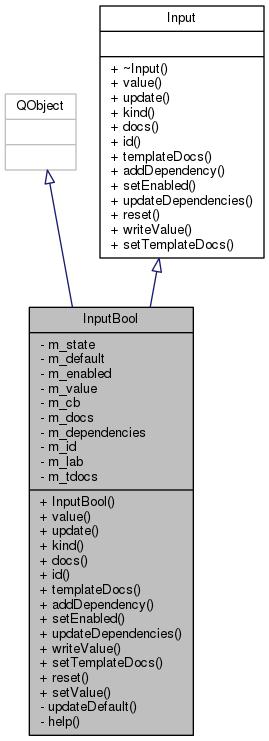 Input
+ ~Input()
+ value()
+ update()
+ kind()
+ docs()
+ id()
+ templateDocs()
+ addDependency()
+ setEnabled()
+ updateDependencies()
+ reset()
+ writeValue()
+ setTemplateDocs()
QObject
InputBool
- m_state
- m_default
- m_enabled
- m_value
- m_cb
- m_docs
- m_dependencies
- m_id
- m_lab
- m_tdocs
+ InputBool()
+ value()
+ update()
+ kind()
+ docs()
+ id()
+ templateDocs()
+ addDependency()
+ setEnabled()
+ updateDependencies()
+ writeValue()
+ setTemplateDocs()
+ reset()
+ setValue()
- updateDefault()
- help()